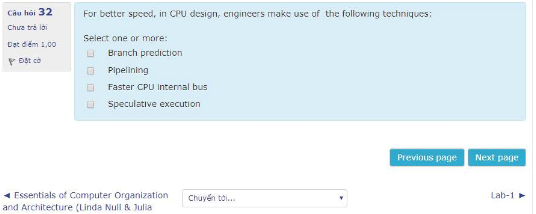 Câu hỏi 32
Chưa trả lời
Đạt điểm 1,00
Đặt cờ
For better speed, in CPU design, engineers make use of the following techniques:
Select one or more:
Branch prediction
Pipelining
Faster CPU internal bus
Speculative execution
Previous page
Next page
◄ Essentials of Computer Organization
and Architecture (Linda Null & Julia
Chuyển tới...
Lab-1 ►